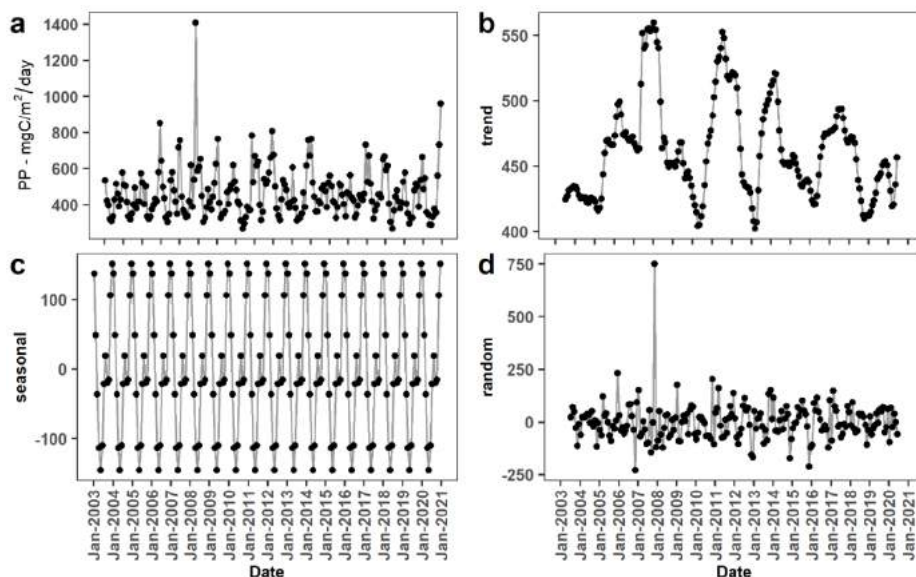 a
PP - mgC/m²/day
1400
1200
1000
800
600
400
b
trend
550
500
450
400
c
seasonal
100
0
-100
Jan-2003
Jan-2004
Jan-2005
Jan-2006
Jan-2007
Jan-2008
Jan-2009
Jan-2010
Jan-2011
Jan-2012
Jan-2013
Jan-2014
Jan-2015
Jan-2016
Jan-2017
Jan-2018
Jan-2019
Jan-2020
Jan-2021
Date
d
random
750
500
250
0
-250
Jan-2003
Jan-2004
Jan-2005
Jan-2006
Jan-2007
Jan-2008
Jan-2009
Jan-2010
Jan-2011
Jan-2012
Jan-2013
Jan-2014
Jan-2015
Jan-2016
Jan-2017
Jan-2018
Jan-2019
Jan-2020
Jan-2021
Date